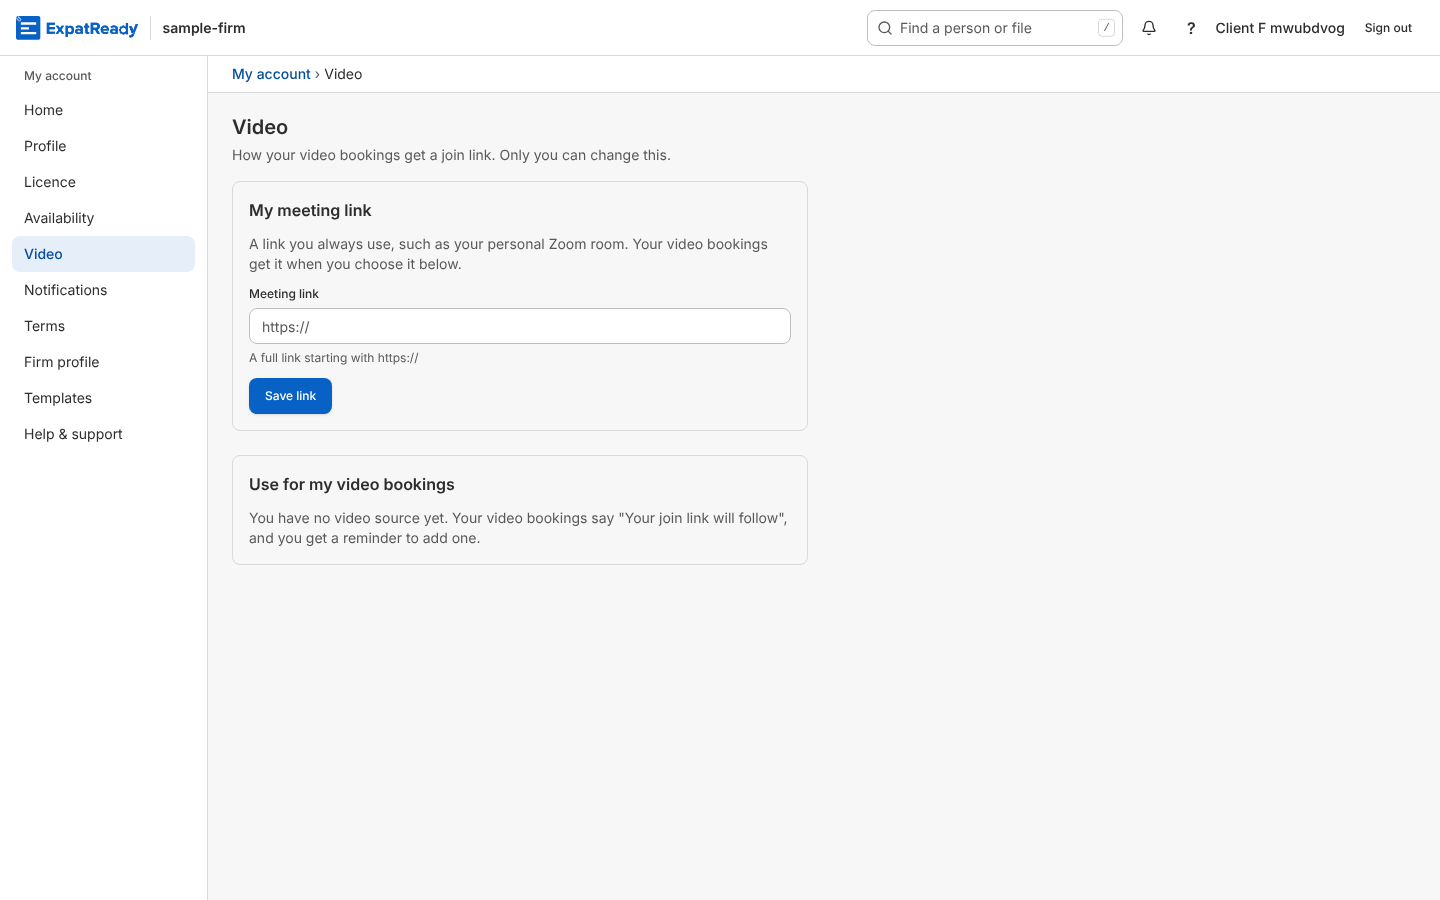 ExpatReady
sample-firm
Find a person or file
/
?
Client F mwubdvog
Sign out
My account
Home
Profile
Licence
Availability
Video
Notifications
Terms
Firm profile
Templates
Help & support
My account › Video
Video
How your video bookings get a join link. Only you can change this.
My meeting link
A link you always use, such as your personal Zoom room. Your video bookings
get it when you choose it below.
Meeting link
https://
A full link starting with https://
Save link
Use for my video bookings
You have no video source yet. Your video bookings say "Your join link will follow",
and you get a reminder to add one.